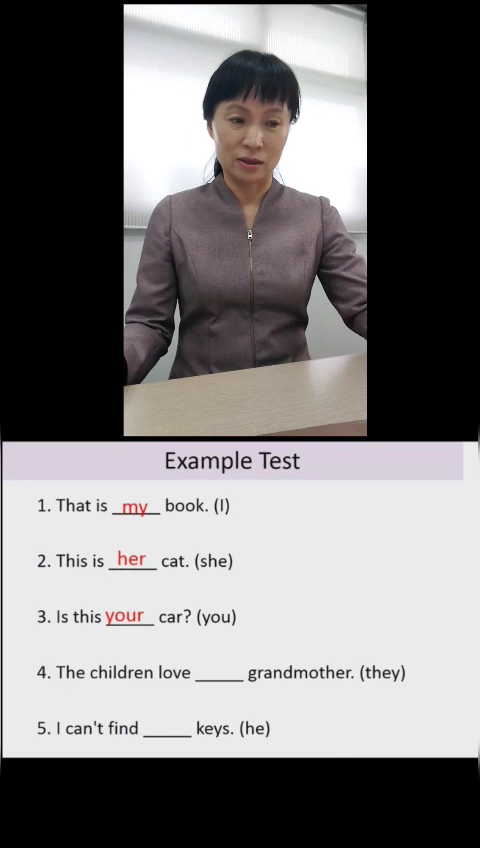 Example Test
1. That is my book. (I)
2. This is her cat. (she)
3. Is this your car? (you)
4. The children love _____ grandmother. (they)
5. I can't find _____ keys. (he)